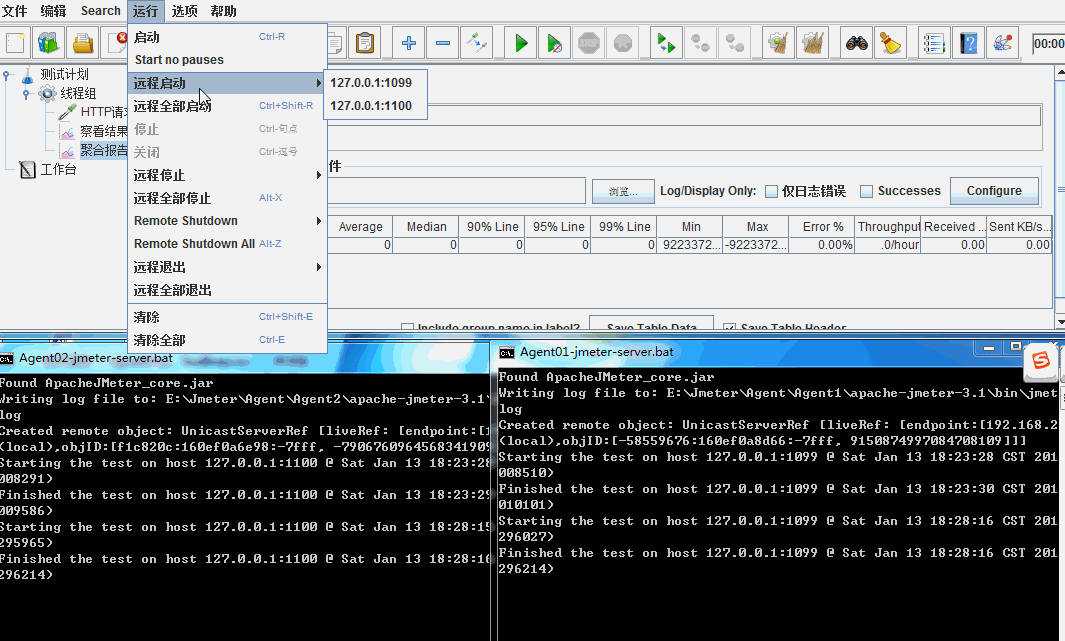 文件 编辑 Search 运行 选项 帮助
00:00
启动 Ctrl-R
Start no pauses
远程启动
127.0.0.1:1099
127.0.0.1:1100
远程全部启动 Ctrl+Shift-R
停止 Ctrl-句点
关闭 Ctrl-逗号
远程停止
远程全部停止 Alt-X
Remote Shutdown
Remote Shutdown All Alt-Z
远程退出
远程全部退出
清除 Ctrl+Shift-E
清除全部 Ctrl-E
测试计划
线程组
HTTP请求
察看结果
聚合报告
工作台
件
浏览... Log/Display Only: 仅日志错误 Successes Configure
Average Median 90% Line 95% Line 99% Line Min Max Error % Throughput Received ... Sent KB/s...
0 0 0 0 0 9223372... -9223372... 0.00% .0/hour 0.00 0.00
Include group name in label? Save Table Data Save Table Header
Agent02-jmeter-server.bat
Found ApacheJMeter_core.jar
Writing log file to: E:\Jmeter\Agent\Agent2\apache-jmeter-3.1\
log
Created remote object: UnicastServerRef [liveRef: [endpoint:[1
(local),objID:[f1c820c:160ef0a6e98:-7fff, -7906760964568341909
Starting the test on host 127.0.0.1:1100 @ Sat Jan 13 18:23:28
008291)
Finished the test on host 127.0.0.1:1100 @ Sat Jan 13 18:23:29
009586)
Starting the test on host 127.0.0.1:1100 @ Sat Jan 13 18:28:15
295965)
Finished the test on host 127.0.0.1:1100 @ Sat Jan 13 18:28:16
296214)
Agent01-jmeter-server.bat
Found ApacheJMeter_core.jar
Writing log file to: E:\Jmeter\Agent\Agent1\apache-jmeter-3.1\bin\jmet
log
Created remote object: UnicastServerRef [liveRef: [endpoint:[192.168.2
(local),objID:[-58559676:160ef0a8d66:-7fff, 9150874997084708109]]]
Starting the test on host 127.0.0.1:1099 @ Sat Jan 13 18:23:28 CST 201
008510)
Finished the test on host 127.0.0.1:1099 @ Sat Jan 13 18:23:30 CST 201
010101)
Starting the test on host 127.0.0.1:1099 @ Sat Jan 13 18:28:16 CST 201
296027)
Finished the test on host 127.0.0.1:1099 @ Sat Jan 13 18:28:16 CST 201
296214)